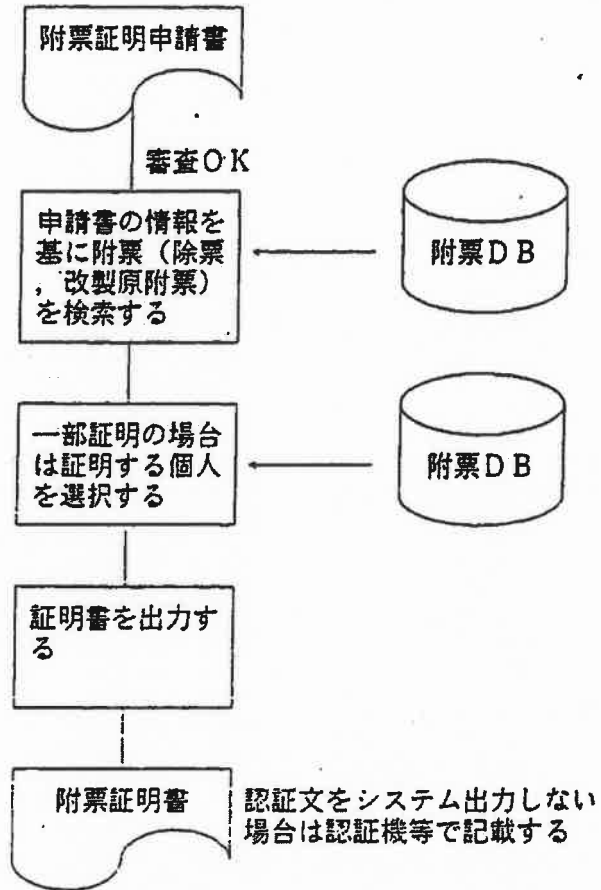 附票証明申請書
審査OK
申請書の情報を
基に附票（除票
，改製原附票）
を検索する
附票DB
一部証明の場合
は証明する個人
を選択する
附票DB
証明書を出力す
る
附票証明書
認証文をシステム出力しない
場合は認証機等で記載する